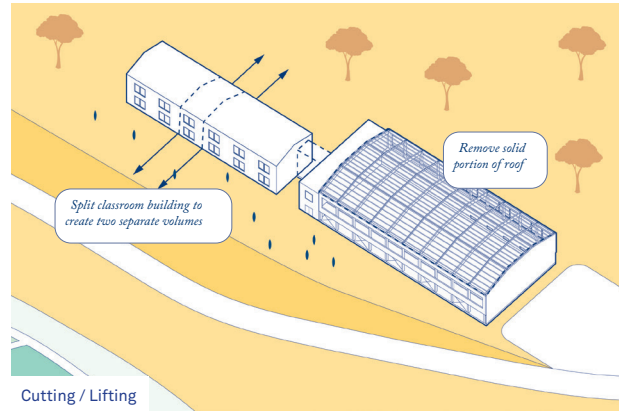 Remove solid
portion of roof
Split classroom building to
create two separate volumes
Cutting / Lifting